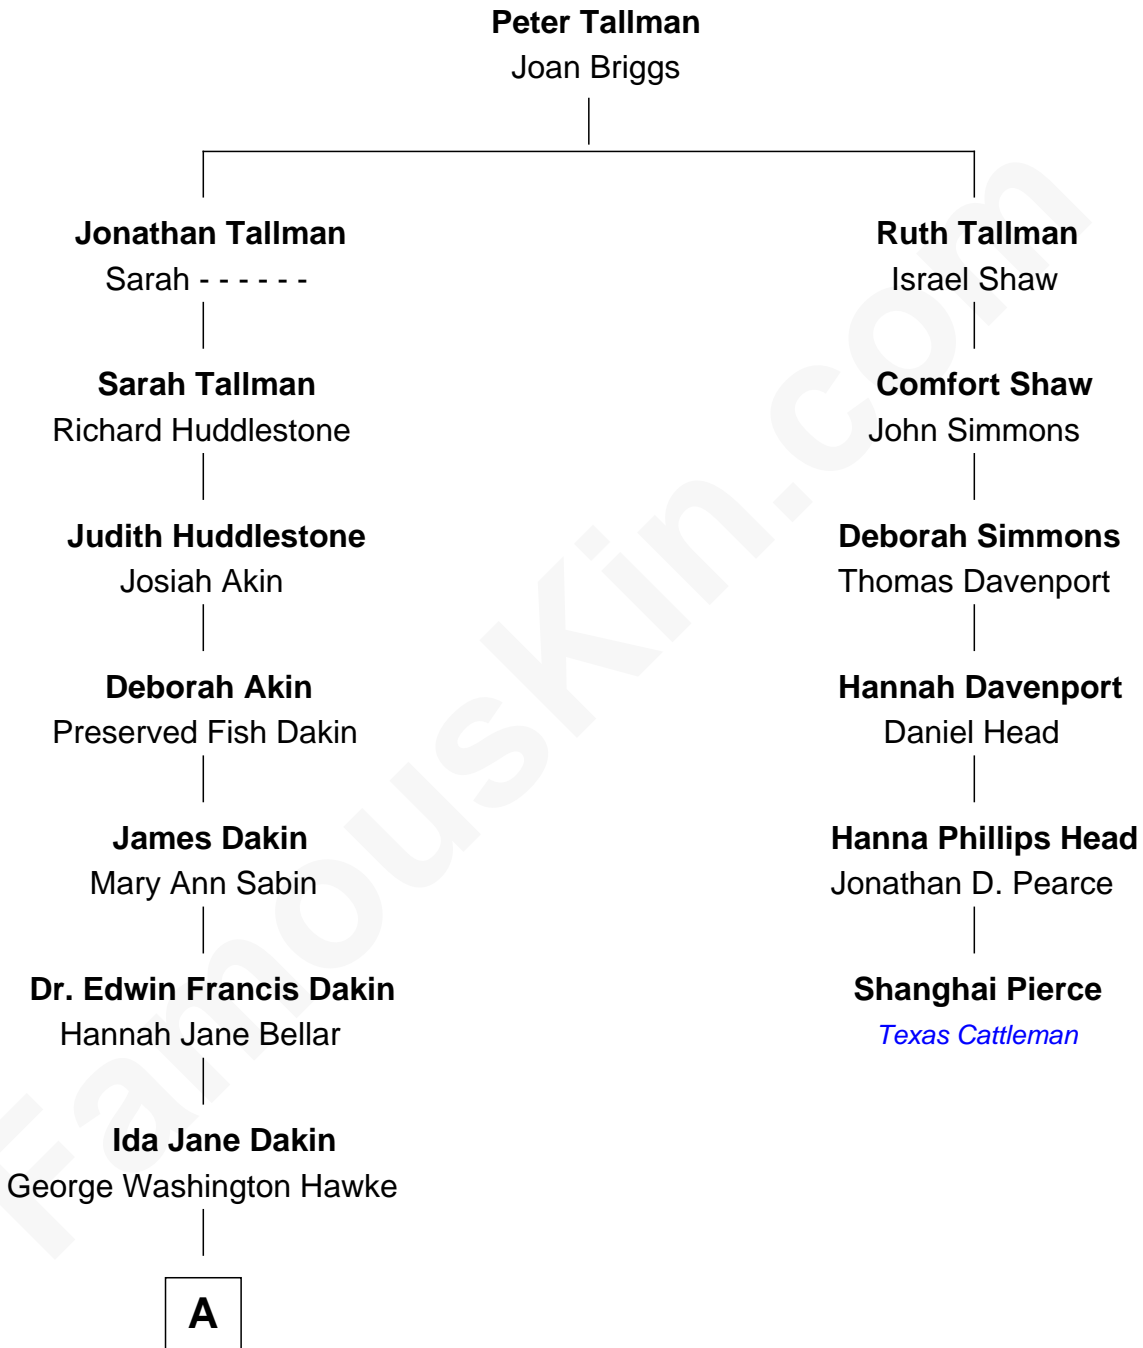 Peter Tallman
Joan Briggs
Jonathan Tallman
Sarah - - - - - -
Ruth Tallman
Israel Shaw
Sarah Tallman
Richard Huddlestone
Comfort Shaw
John Simmons
Judith Huddlestone
Josiah Akin
Deborah Simmons
Thomas Davenport
Deborah Akin
Preserved Fish Dakin
Hannah Davenport
Daniel Head
James Dakin
Mary Ann Sabin
Hanna Phillips Head
Jonathan D. Pearce
Dr. Edwin Francis Dakin
Hannah Jane Bellar
Shanghai Pierce
Texas Cattleman
Ida Jane Dakin
George Washington Hawke
A
FamousKin.com